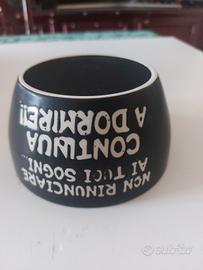 NON RINUNCIARE
AI TUOI SOGNI...
CONTINUA
A DORMIRE!!
subito